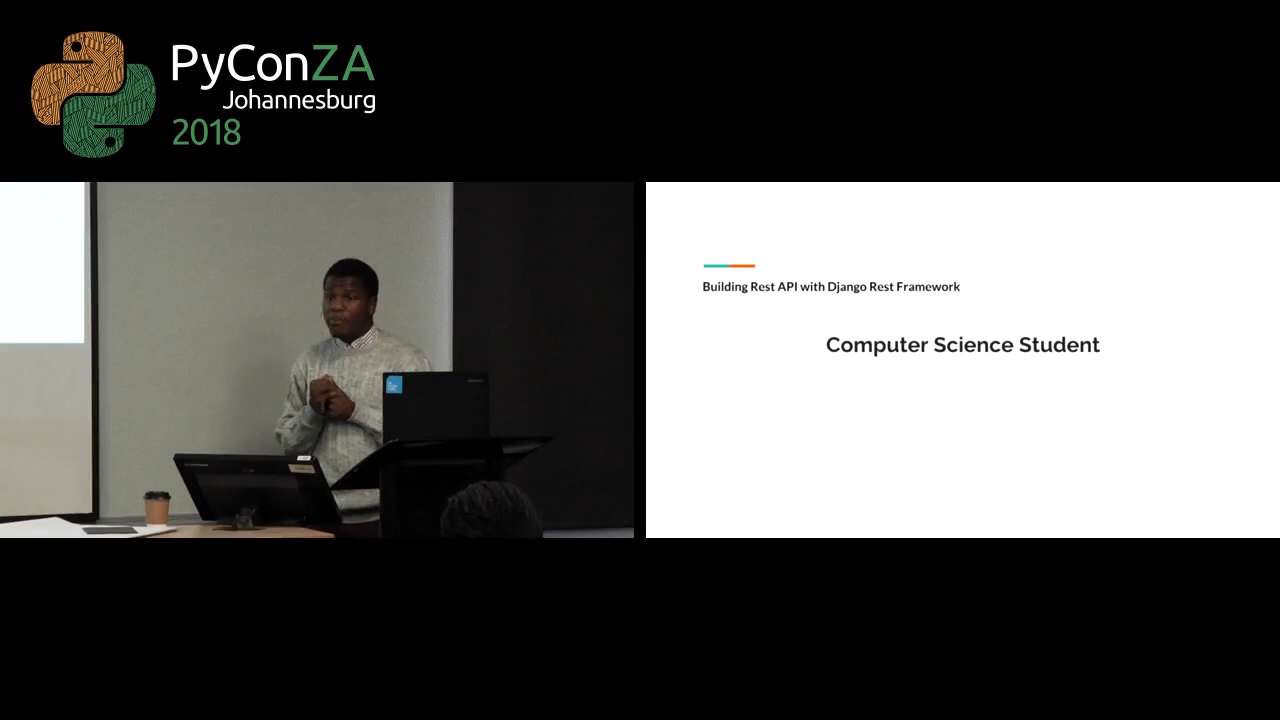 PyConZA
Johannesburg
2018
Building Rest API with Django Rest Framework
Computer Science Student